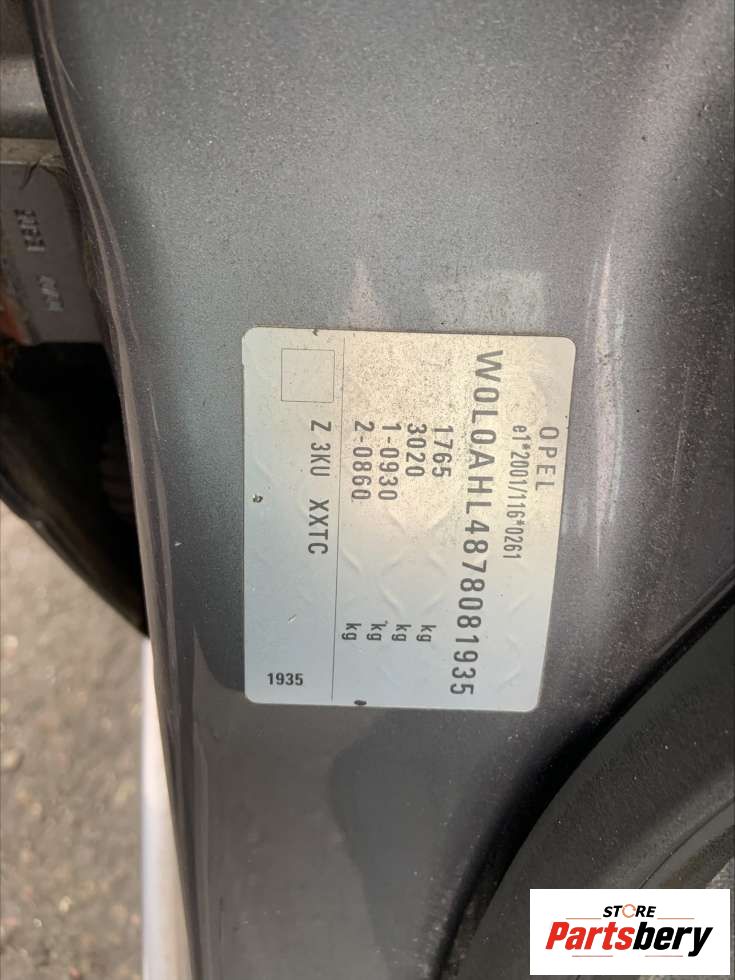 OPEL
e1*2001/116*0261
W0L0AHL4878081935
1765 kg
3020 kg
1-0930 kg
2-0860 kg
Z 3KU XXTC
1935
STORE
Partsbery